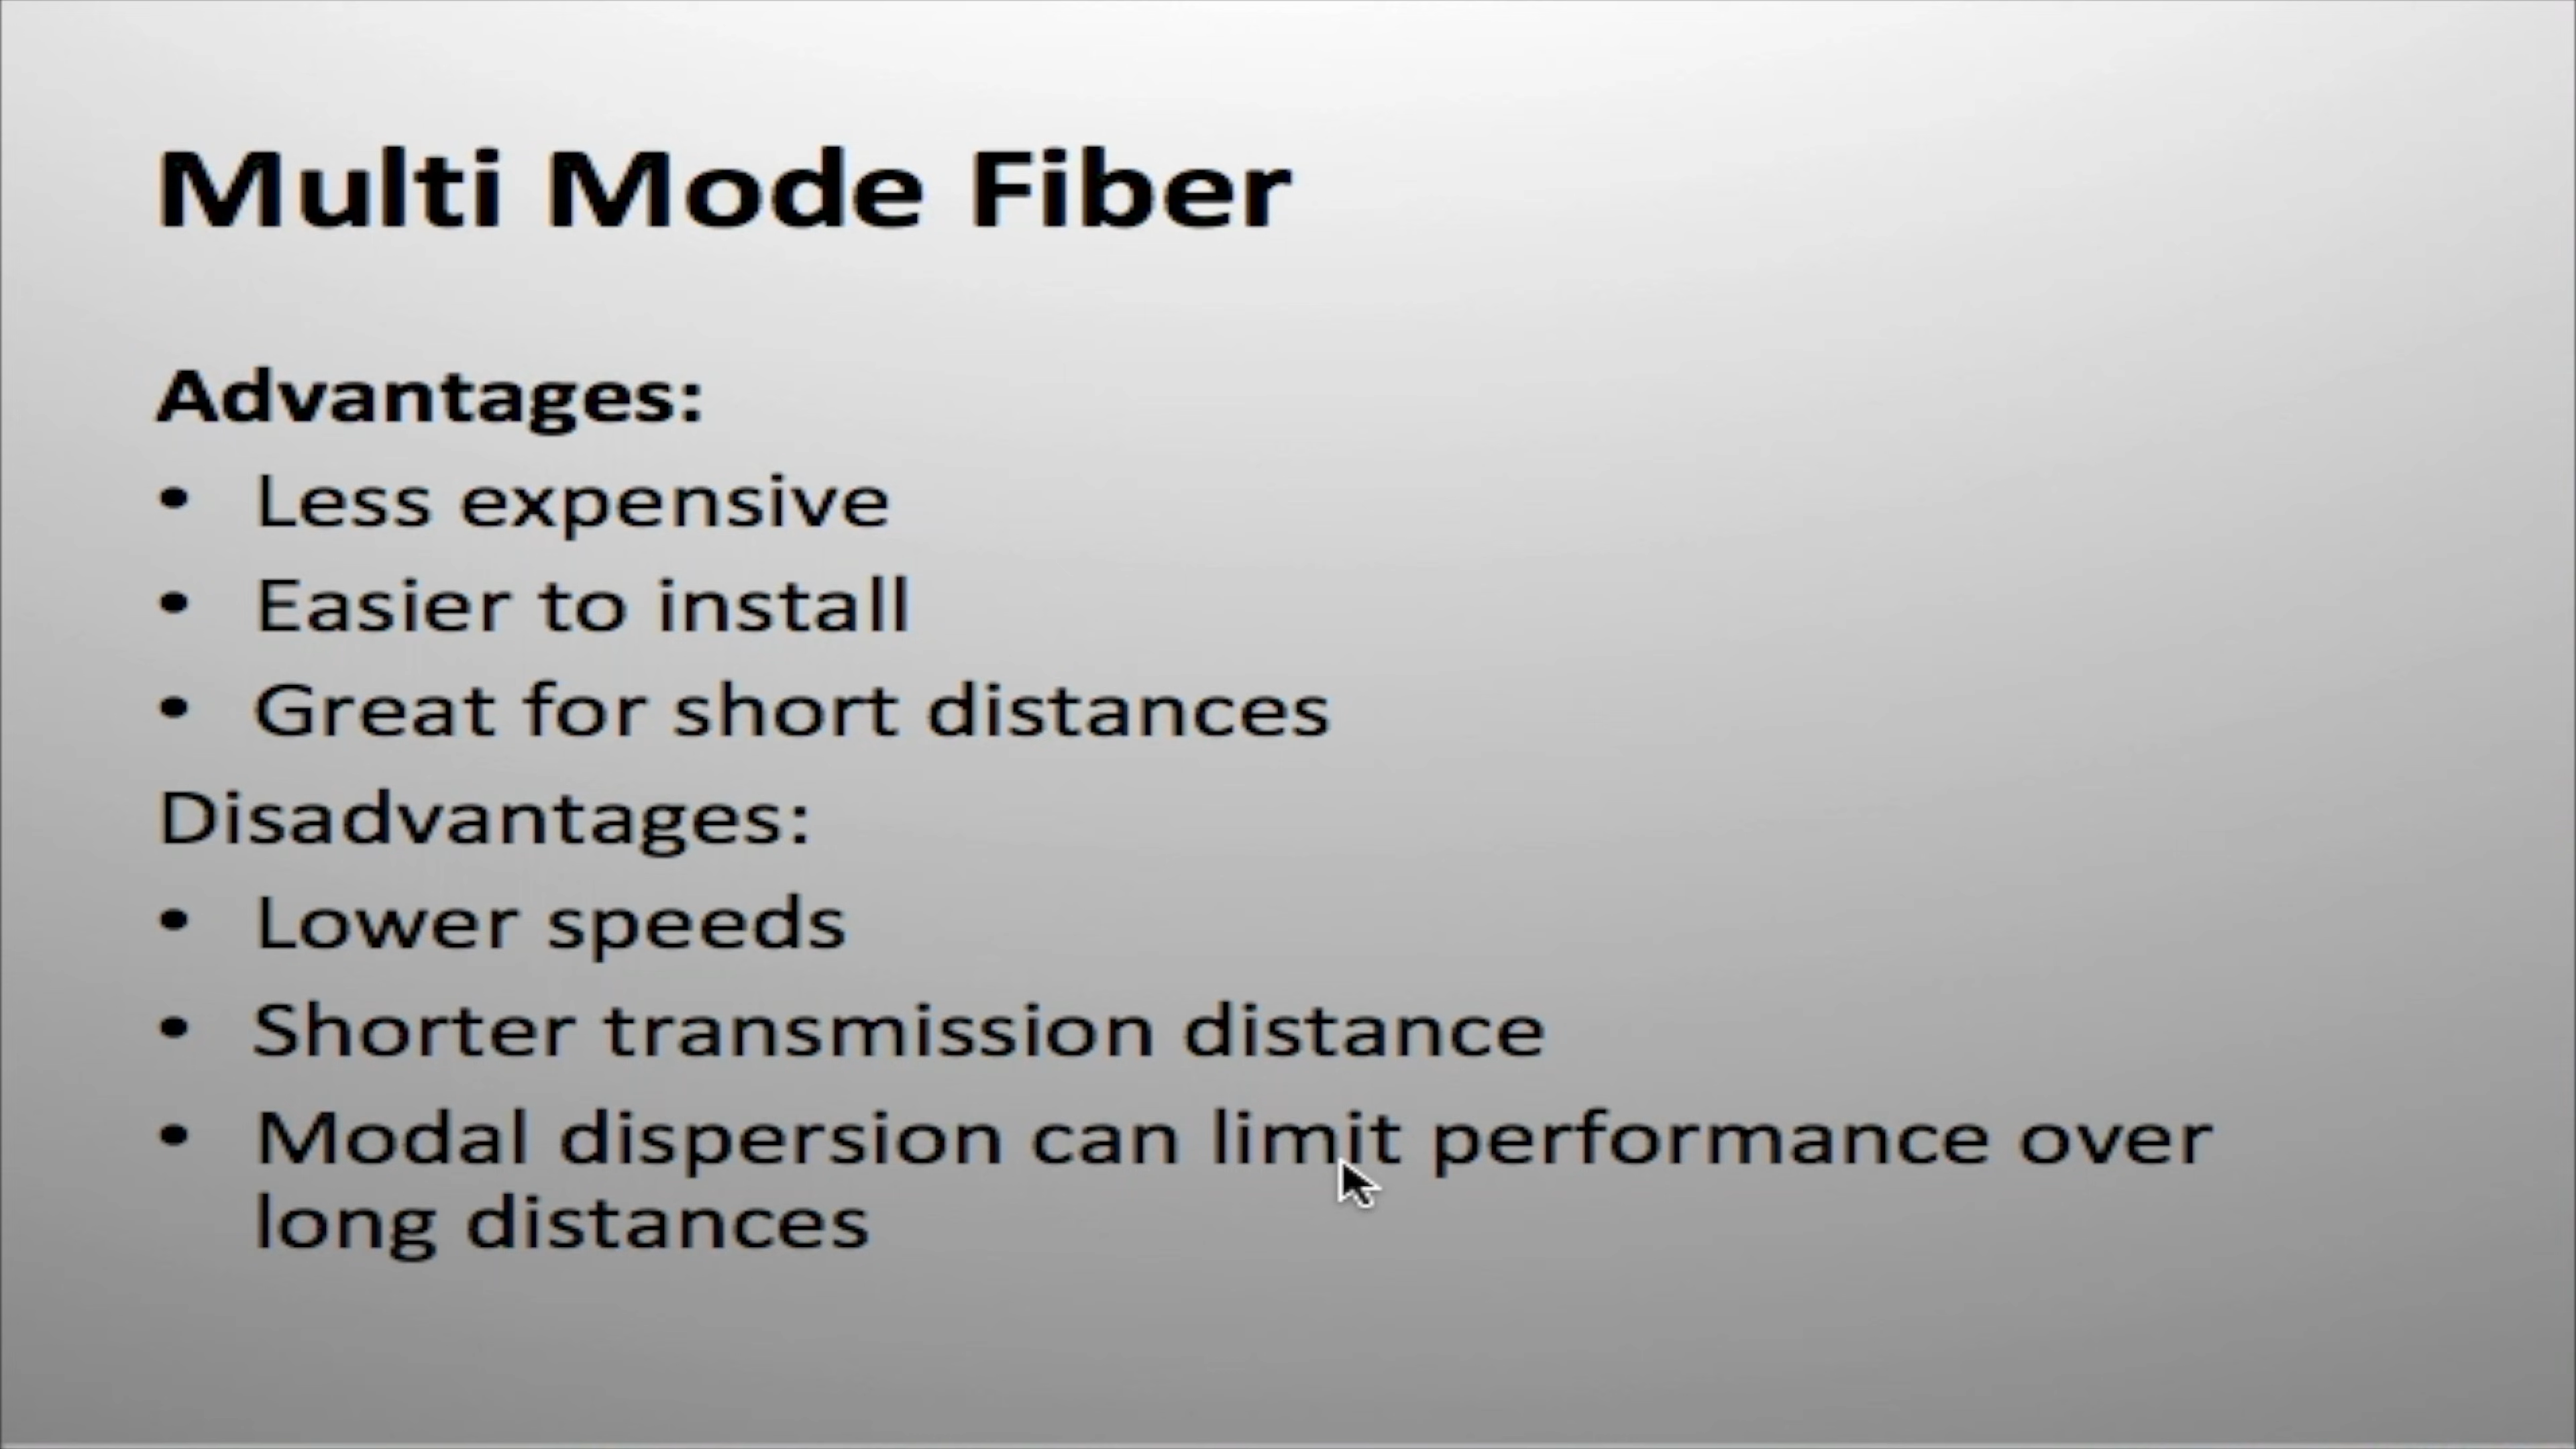 Multi Mode Fiber
Advantages:
• Less expensive
• Easier to install
• Great for short distances
Disadvantages:
• Lower speeds
• Shorter transmission distance
• Modal dispersion can limit performance over
long distances